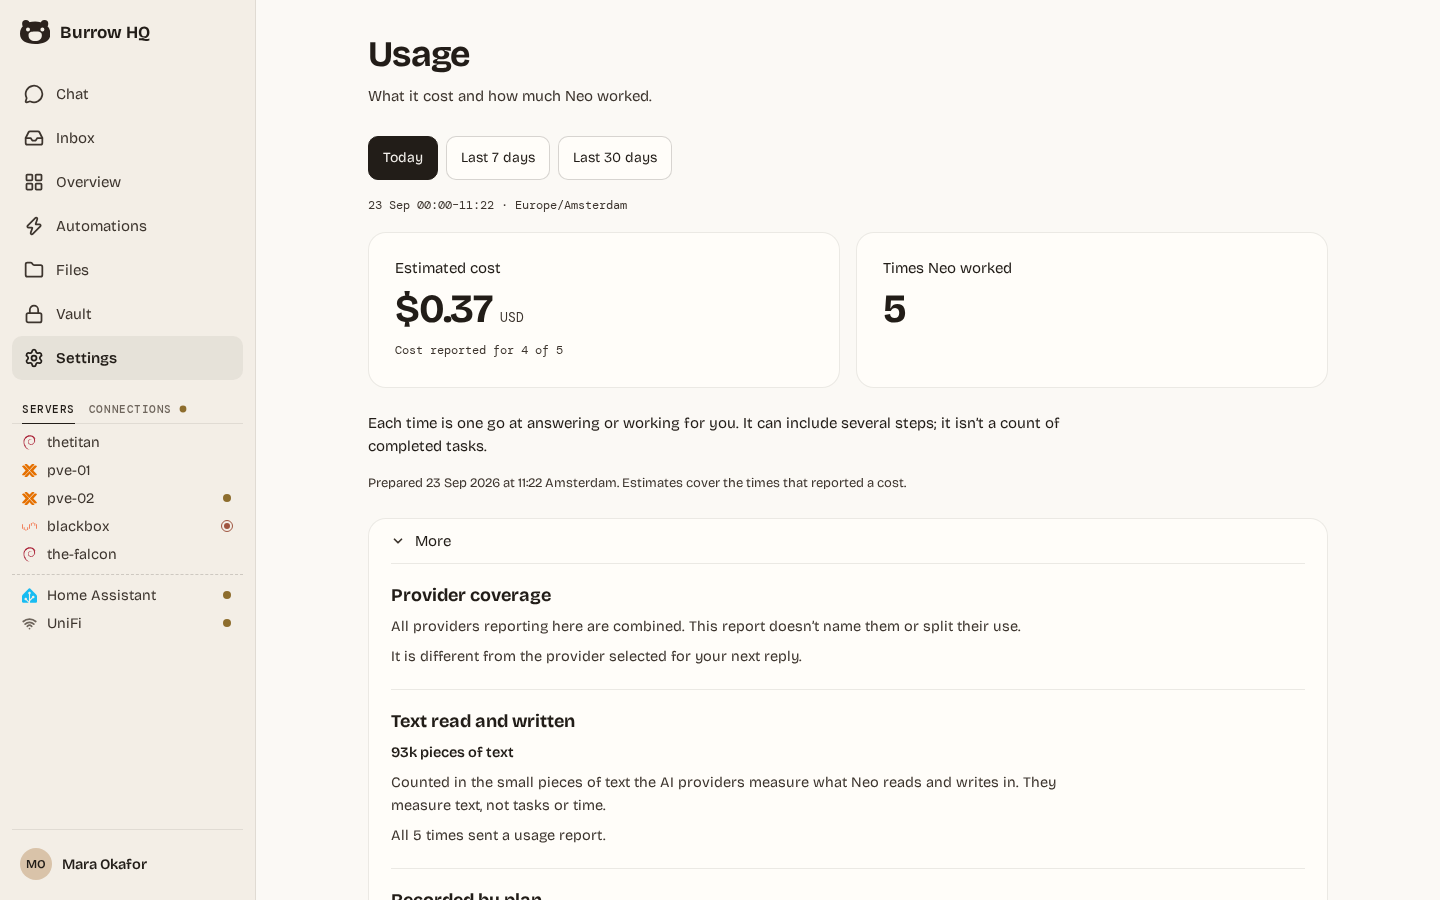 Burrow HQ
Chat
Inbox
Overview
Automations
Files
Vault
Settings
SERVERS CONNECTIONS
thetitan
pve-01
pve-02
blackbox
the-falcon
Home Assistant
UniFi
MO Mara Okafor
Usage
What it cost and how much Neo worked.
Today Last 7 days Last 30 days
23 Sep 00:00–11:22 · Europe/Amsterdam
Estimated cost
$0.37 USD
Cost reported for 4 of 5
Times Neo worked
5
Each time is one go at answering or working for you. It can include several steps; it isn’t a count of
completed tasks.
Prepared 23 Sep 2026 at 11:22 Amsterdam. Estimates cover the times that reported a cost.
More
Provider coverage
All providers reporting here are combined. This report doesn’t name them or split their use.
It is different from the provider selected for your next reply.
Text read and written
93k pieces of text
Counted in the small pieces of text the AI providers measure what Neo reads and writes in. They
measure text, not tasks or time.
All 5 times sent a usage report.
Recorded by plan